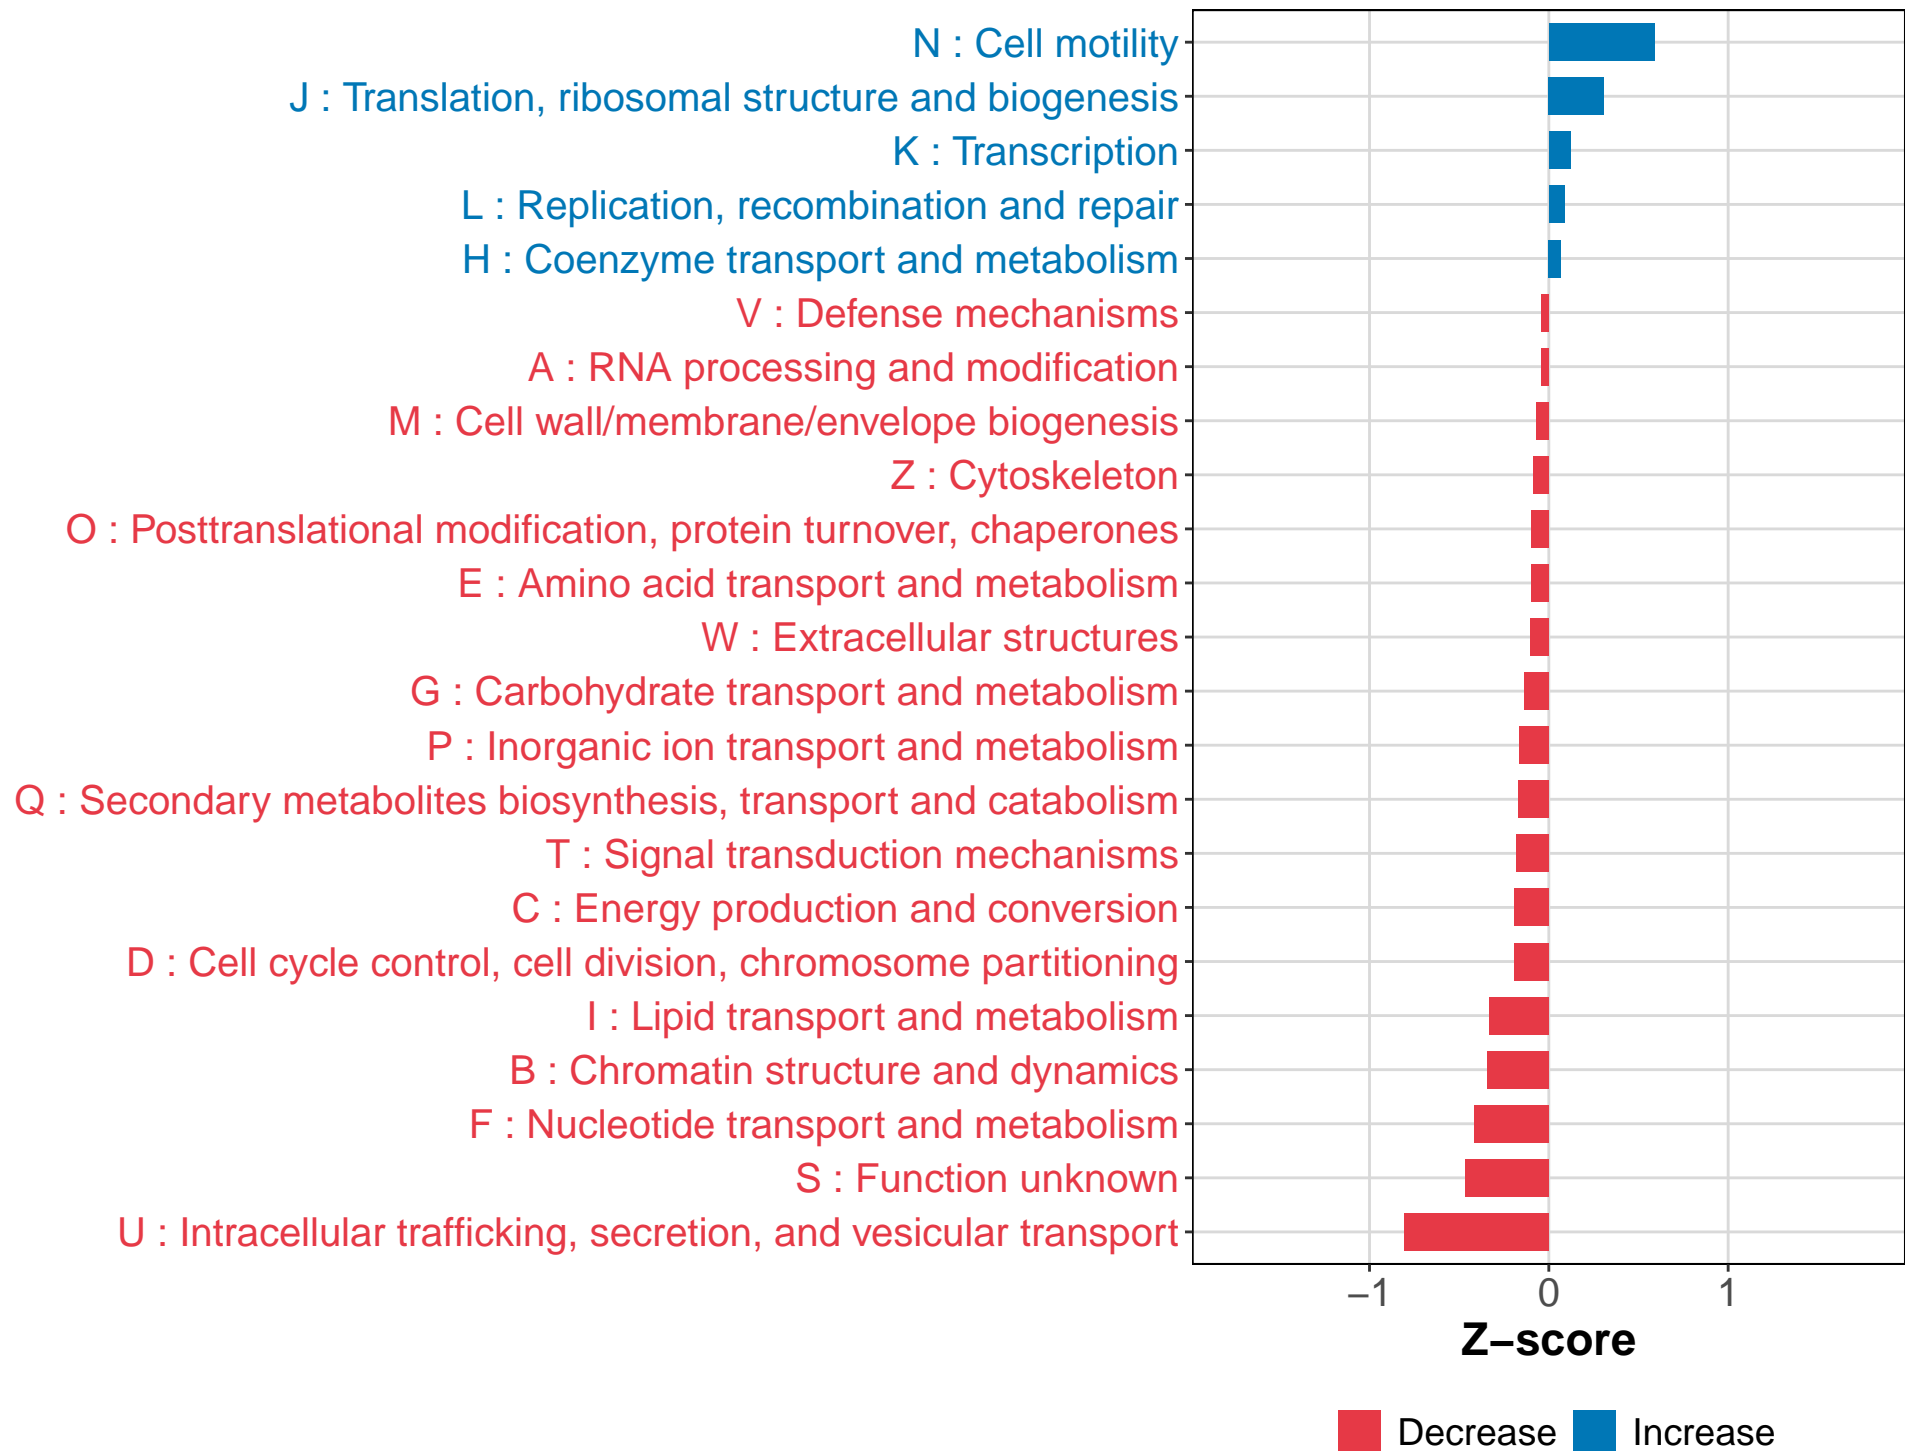 N : Cell motility
J : Translation, ribosomal structure and biogenesis
K : Transcription
L : Replication, recombination and repair
H : Coenzyme transport and metabolism
V : Defense mechanisms
A : RNA processing and modification
M : Cell wall/membrane/envelope biogenesis
Z : Cytoskeleton
O : Posttranslational modification, protein turnover, chaperones
E : Amino acid transport and metabolism
W : Extracellular structures
G : Carbohydrate transport and metabolism
P : Inorganic ion transport and metabolism
Q : Secondary metabolites biosynthesis, transport and catabolism
T : Signal transduction mechanisms
C : Energy production and conversion
D : Cell cycle control, cell division, chromosome partitioning
I : Lipid transport and metabolism
B : Chromatin structure and dynamics
F : Nucleotide transport and metabolism
S : Function unknown
U : Intracellular trafficking, secretion, and vesicular transport
−1 0 1
Z−score
Decrease Increase